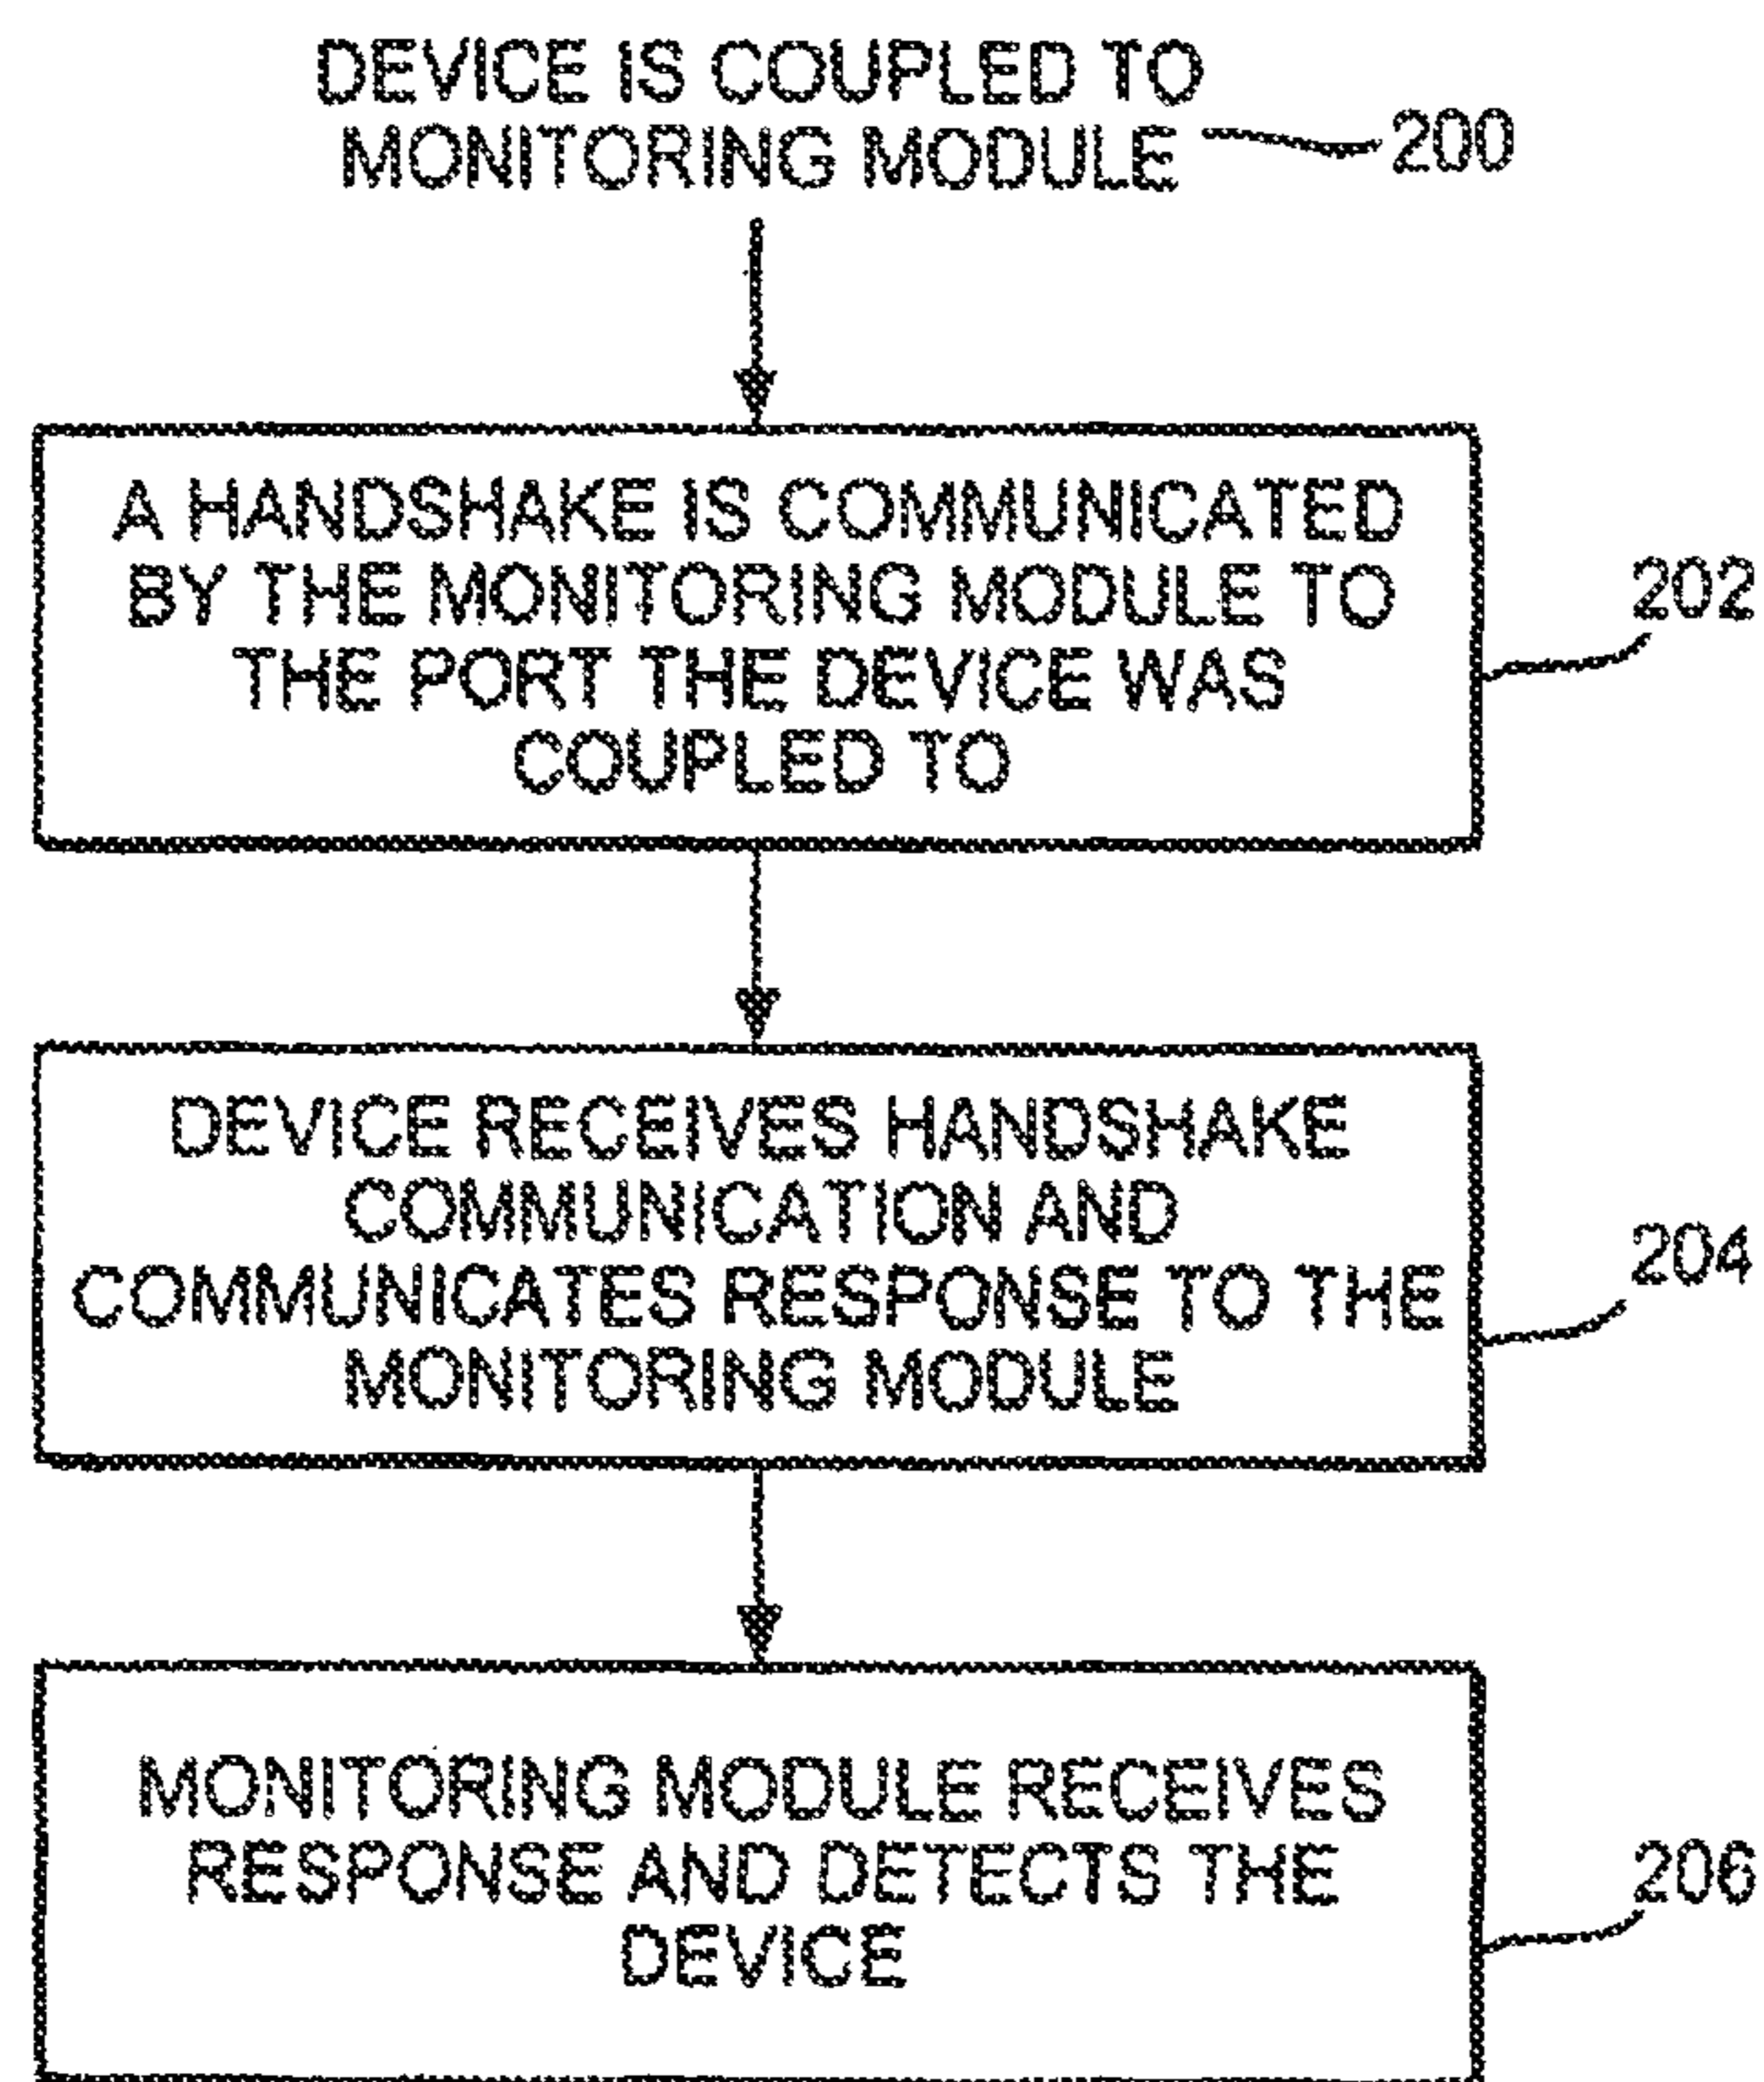 DEVICE IS COUPLED TO
MONITORING MODULE 200
A HANDSHAKE IS COMMUNICATED
BY THE MONITORING MODULE TO
THE PORT THE DEVICE WAS
COUPLED TO
202
DEVICE RECEIVES HANDSHAKE
COMMUNICATION AND
COMMUNICATES RESPONSE TO THE
MONITORING MODULE
204
MONITORING MODULE RECEIVES
RESPONSE AND DETECTS THE
DEVICE
206